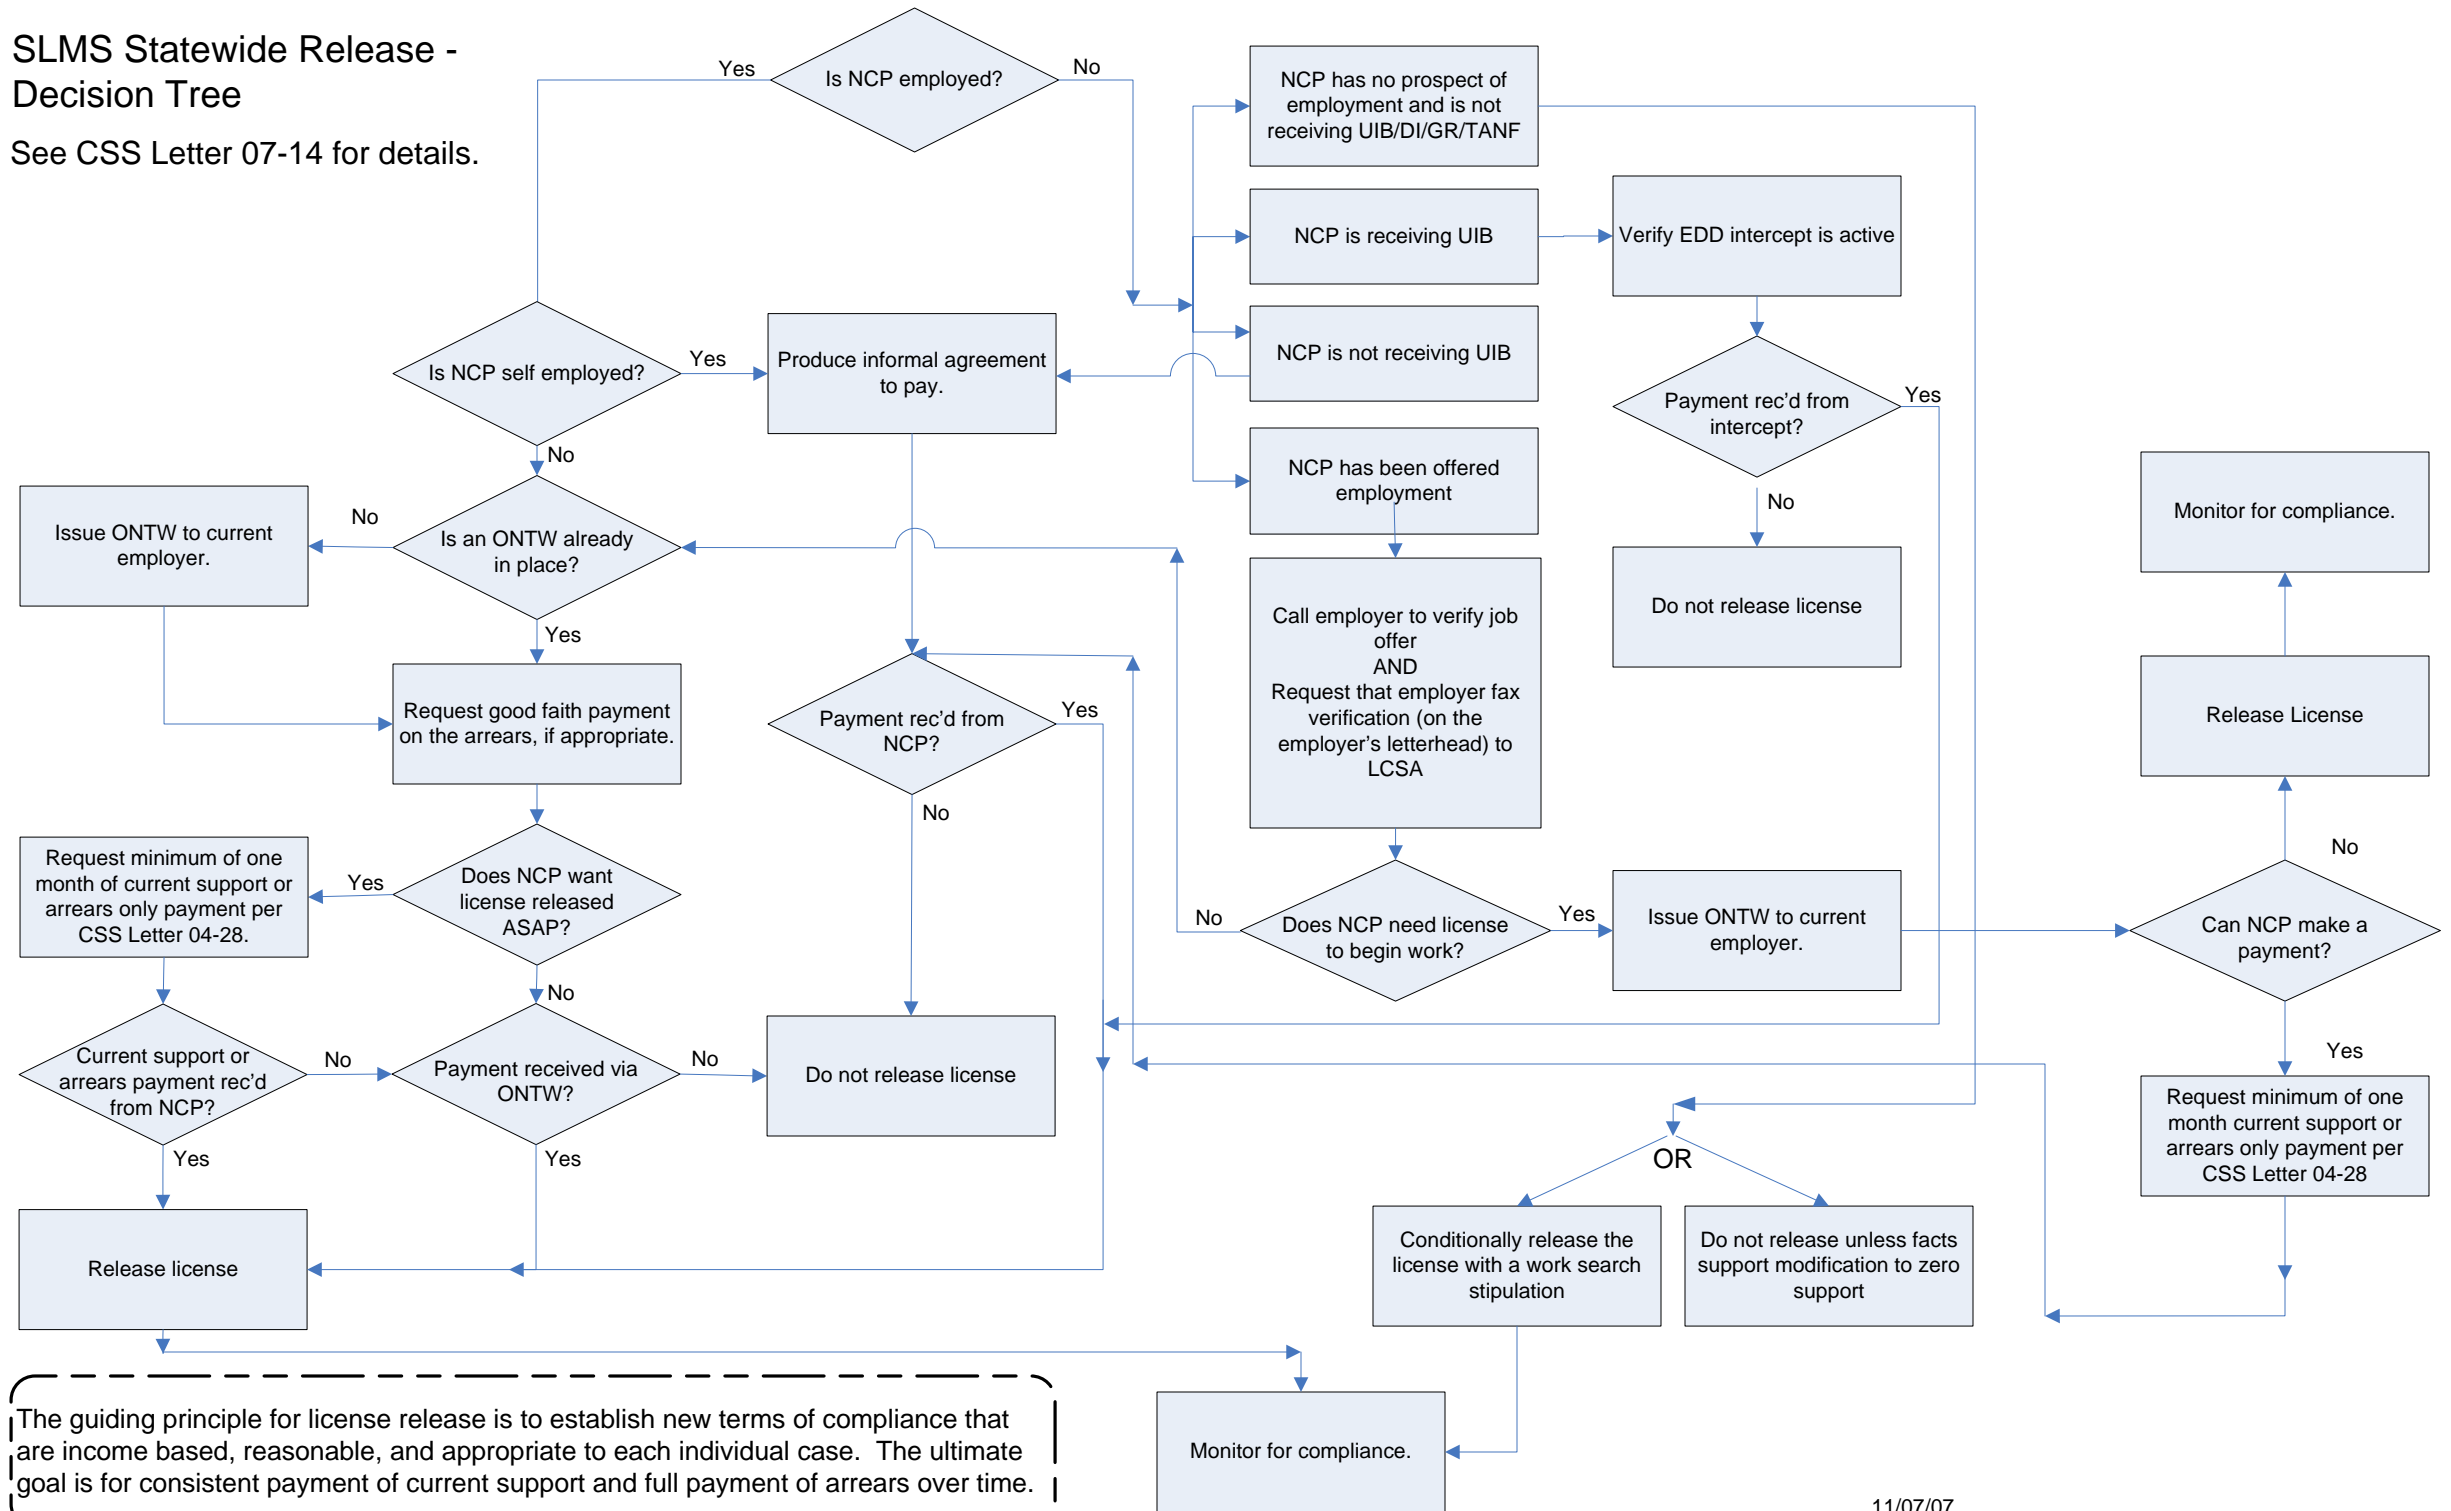 SLMS Statewide Release -
Decision Tree
See CSS Letter 07-14 for details.
Is NCP employed?
Yes
No
NCP has no prospect of
employment and is not
receiving UIB/DI/GR/TANF
NCP is receiving UIB
Verify EDD intercept is active
NCP is not receiving UIB
Is NCP self employed?
Yes
Produce informal agreement
to pay.
No
Payment rec'd from
intercept?
Yes
No
NCP has been offered
employment
Do not release license
Monitor for compliance.
Issue ONTW to current
employer.
No
Is an ONTW already
in place?
Yes
Call employer to verify job
offer
AND
Request that employer fax
verification (on the
employer's letterhead) to
LCSA
Request good faith payment
on the arrears, if appropriate.
Payment rec'd from
NCP?
Yes
No
Release License
Request minimum of one
month of current support or
arrears only payment per
CSS Letter 04-28.
Yes
Does NCP want
license released
ASAP?
No
No
Does NCP need license
to begin work?
Yes
Issue ONTW to current
employer.
No
Can NCP make a
payment?
Yes
Current support or
arrears payment rec'd
from NCP?
No
Yes
Payment received via
ONTW?
No
Yes
Do not release license
Request minimum of one
month current support or
arrears only payment per
CSS Letter 04-28
OR
Release license
Conditionally release the
license with a work search
stipulation
Do not release unless facts
support modification to zero
support
The guiding principle for license release is to establish new terms of compliance that
are income based, reasonable, and appropriate to each individual case.  The ultimate
goal is for consistent payment of current support and full payment of arrears over time.
Monitor for compliance.
11/07/07